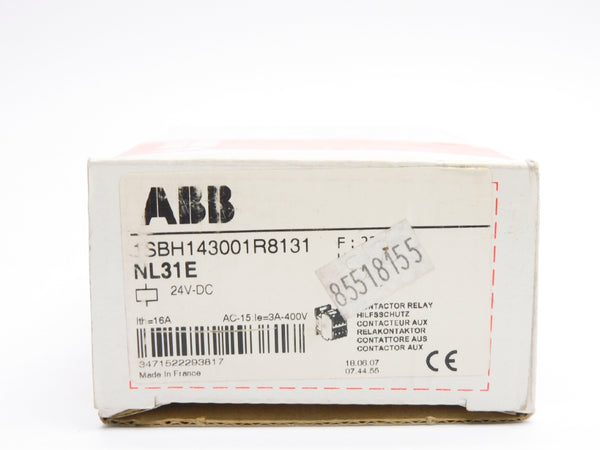 ABB
1SBH143001R8131
NL31E
24V-DC
Ith=16A AC-15:Ie=3A-400V
3471522293817
Made in France
85518155
CONTACTOR RELAY
HILFSSCHUTZ
CONTACTEUR AUX
RELAKONTAKTOR
CONTATTORE AUS
CONTACTOR AUX
18.06.07
07.44.55
CE